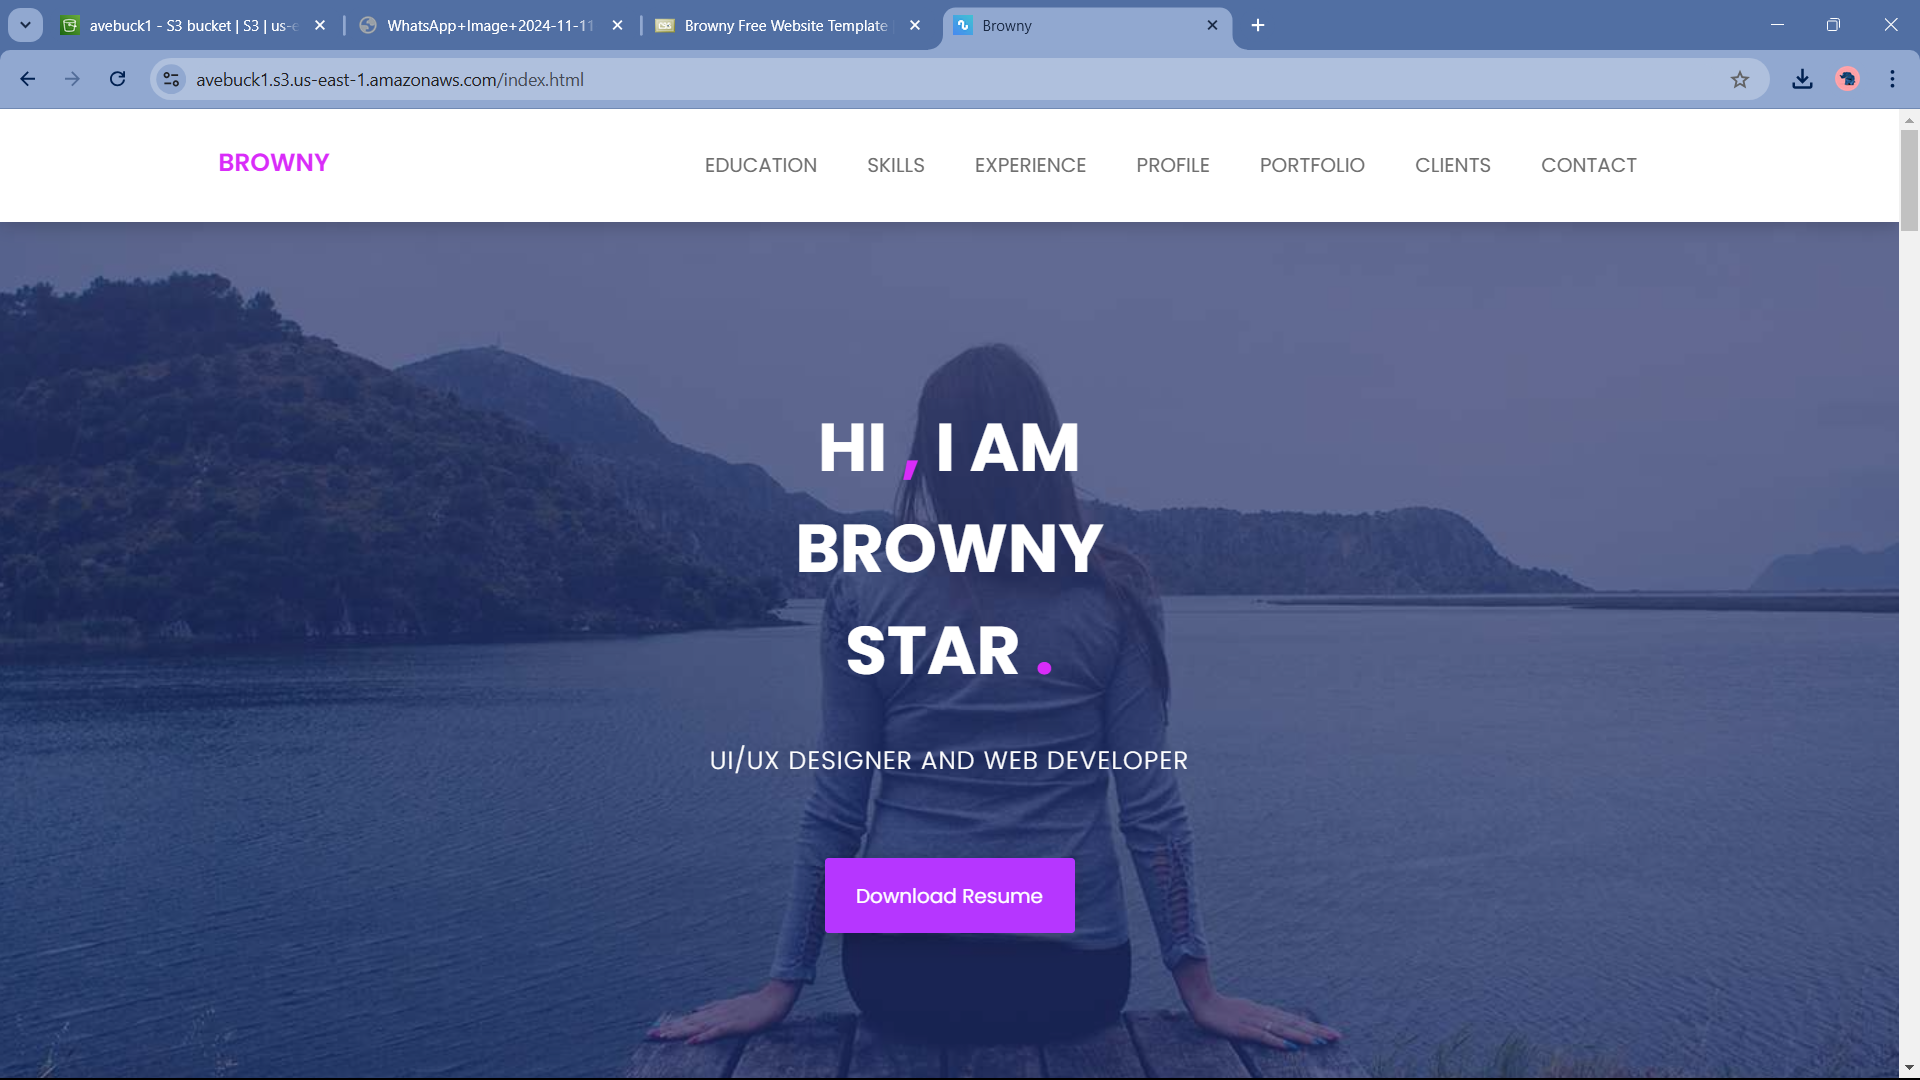 avebuck1 - S3 bucket | S3 | us-e
WhatsApp+Image+2024-11-11
Browny Free Website Template
Browny
avebuck1.s3.us-east-1.amazonaws.com/index.html
BROWNY
EDUCATION
SKILLS
EXPERIENCE
PROFILE
PORTFOLIO
CLIENTS
CONTACT
HI , I AM
BROWNY
STAR .
UI/UX DESIGNER AND WEB DEVELOPER
Download Resume